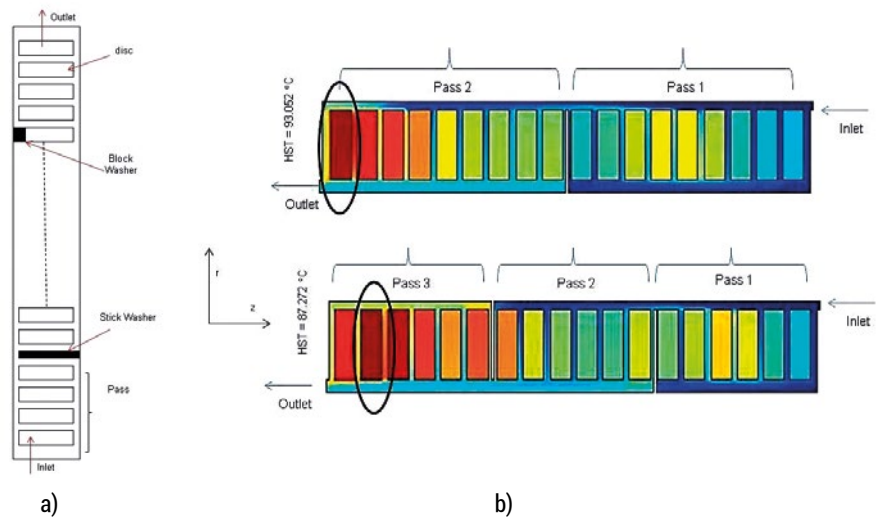 Outlet
disc
Block
Washer
Stick Washer
Pass
Inlet
a)
HST = 93.052 °C
Pass 2
Pass 1
Inlet
Outlet
r
z
HST = 87.272 °C
Pass 3
Pass 2
Pass 1
Inlet
Outlet
b)